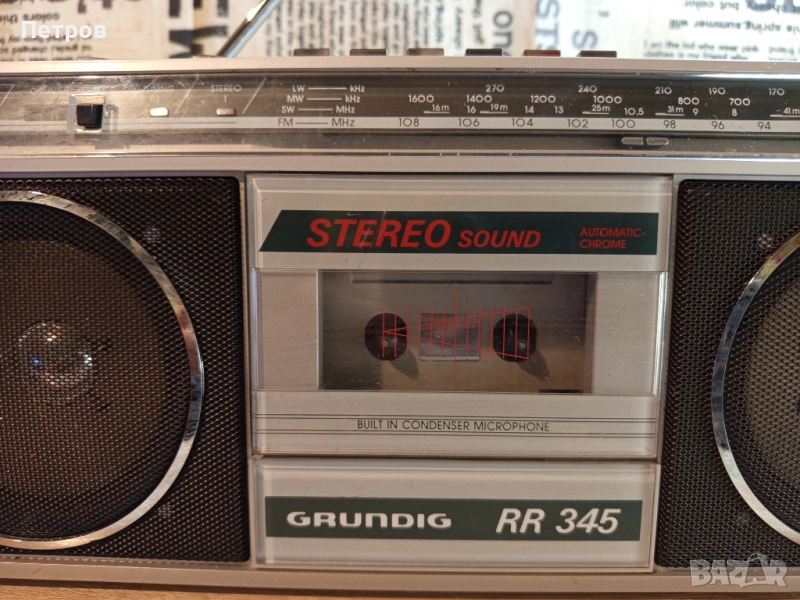 Петров
ONE
STEREO
LW kHz 270 240 210 190 170
MW kHz 1600 1400 1200 1000 800 700
SW MHz 16m 16 19m 14 13 25m 10.5 31m 9 8 41m
FM MHz 108 106 104 102 100 98 96 94
STEREO SOUND
AUTOMATIC-
CHROME
BUILT IN CONDENSER MICROPHONE
GRUNDIG RR 345
BAZAR